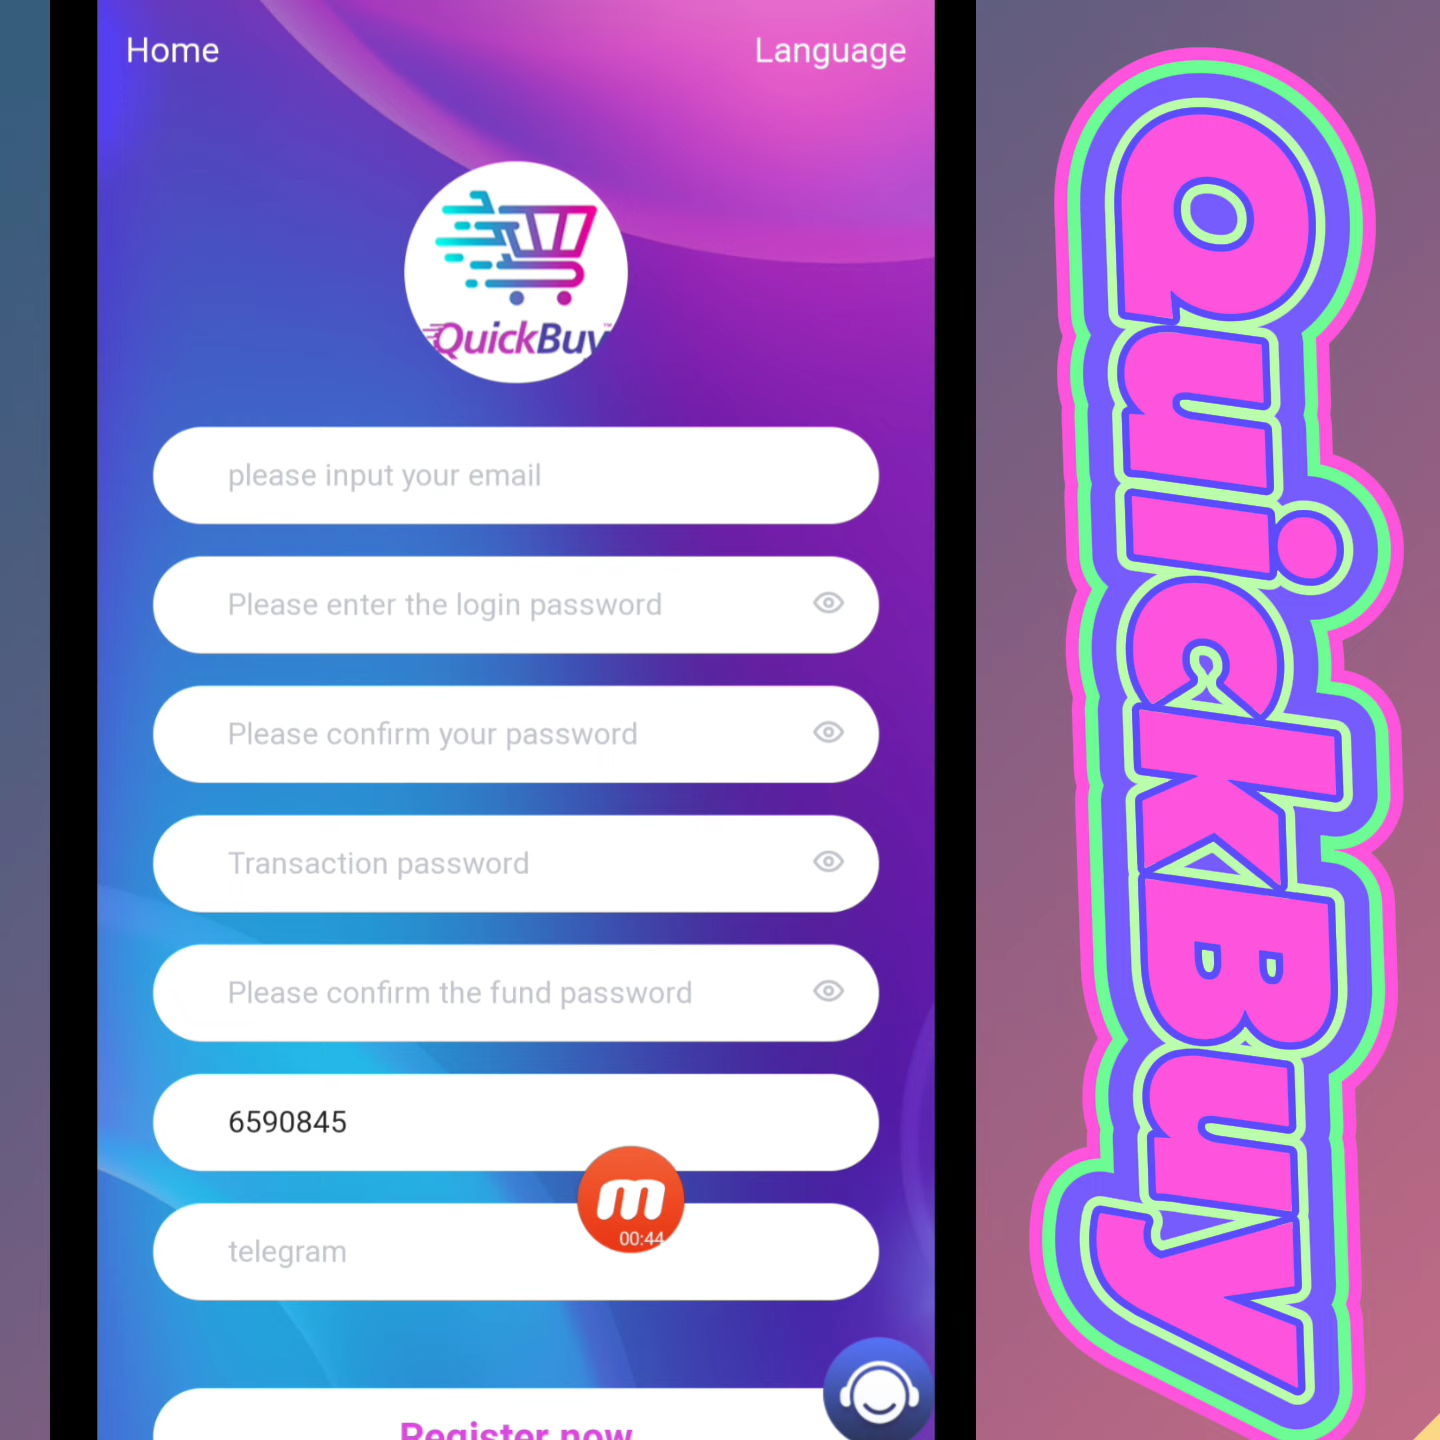 Home
Language
QuickBuy
please input your email
Please enter the login password
Please confirm your password
Transaction password
Please confirm the fund password
6590845
m
00:44
telegram
Register now
QuickBuy